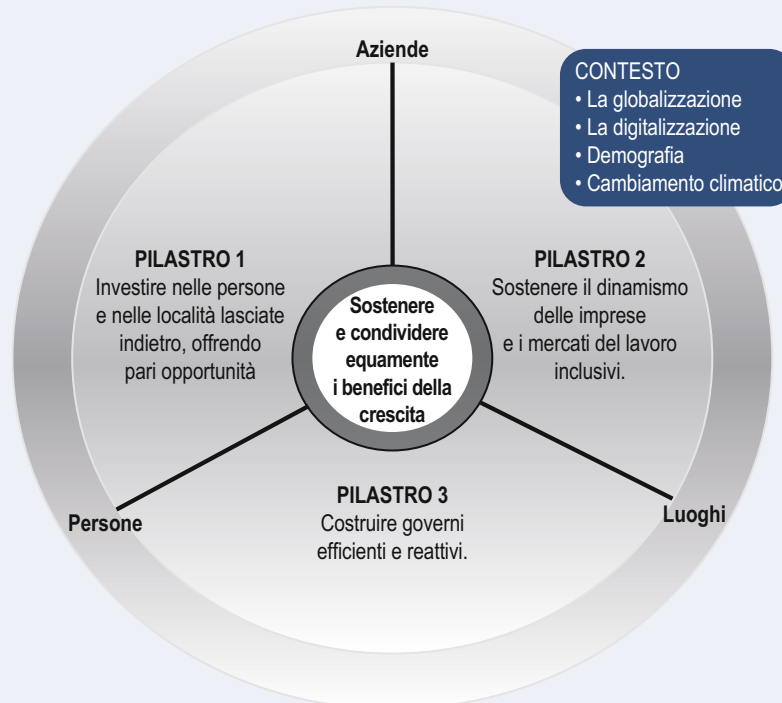 Aziende
CONTESTO
• La globalizzazione
• La digitalizzazione
• Demografia
• Cambiamento climatico
PILASTRO 1
Investire nelle persone
e nelle località lasciate
indietro, offrendo
pari opportunità
PILASTRO 2
Sostenere il dinamismo
delle imprese
e i mercati del lavoro
inclusivi.
Sostenere
e condividere
equamente
i benefici della
crescita
PILASTRO 3
Costruire governi
efficienti e reattivi.
Persone
Luoghi